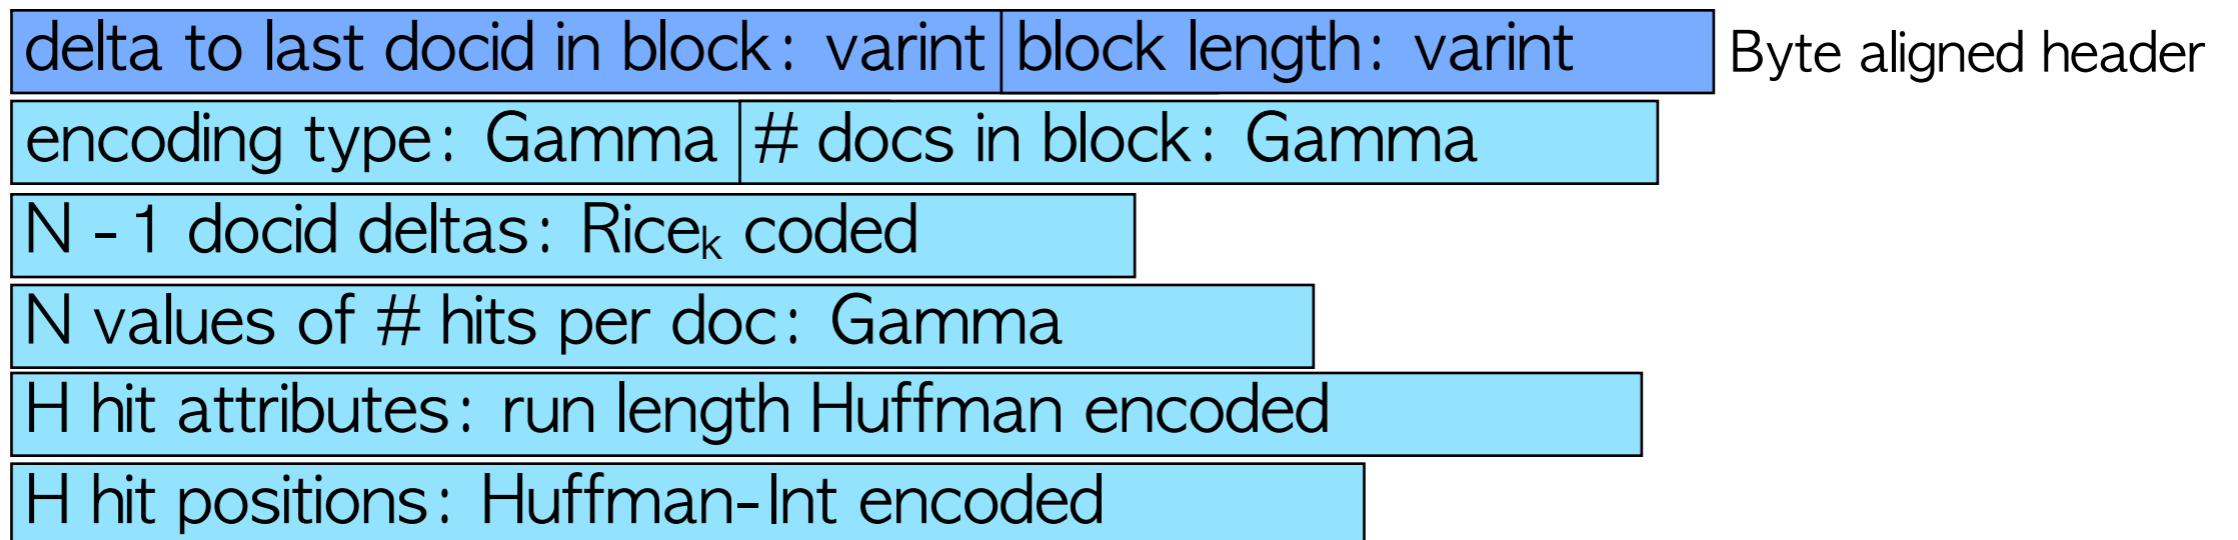 delta to last docid in block: varint block length: varint Byte aligned header
encoding type: Gamma # docs in block: Gamma
N - 1 docid deltas: Riceₖ coded
N values of # hits per doc: Gamma
H hit attributes: run length Huffman encoded
H hit positions: Huffman-Int encoded